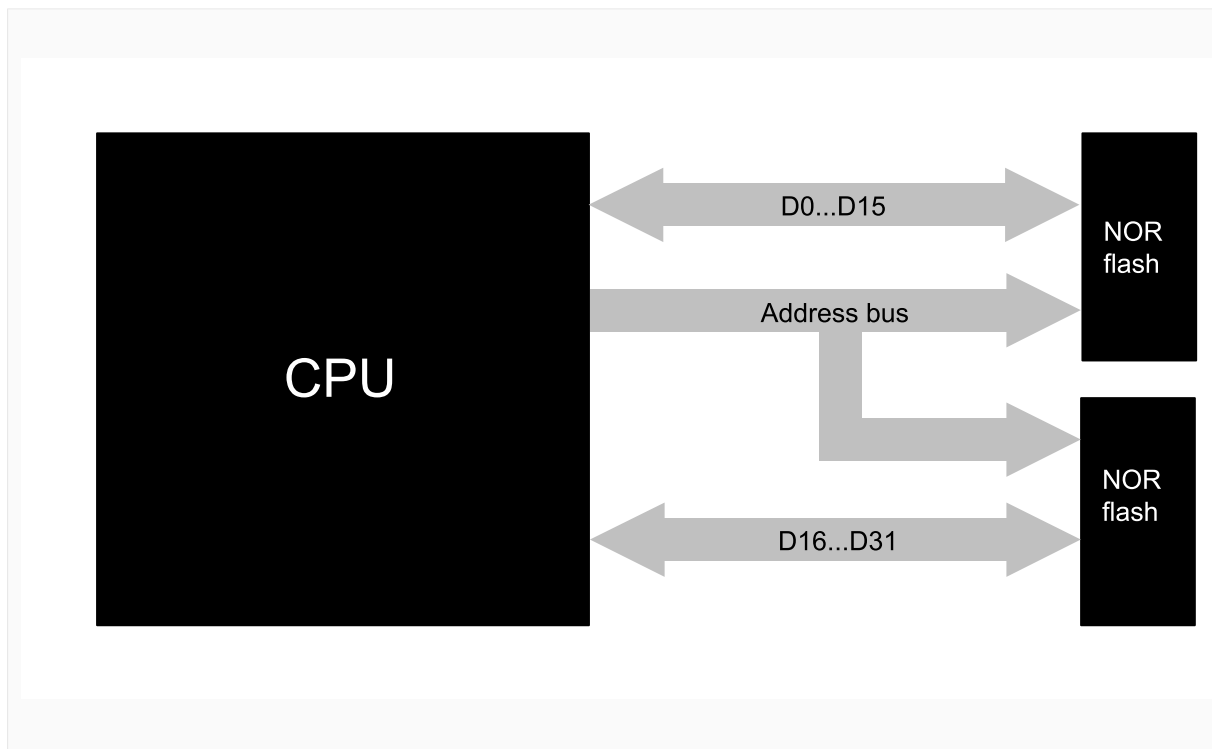 D0...D15
NOR
flash
Address bus
CPU
NOR
flash
D16...D31